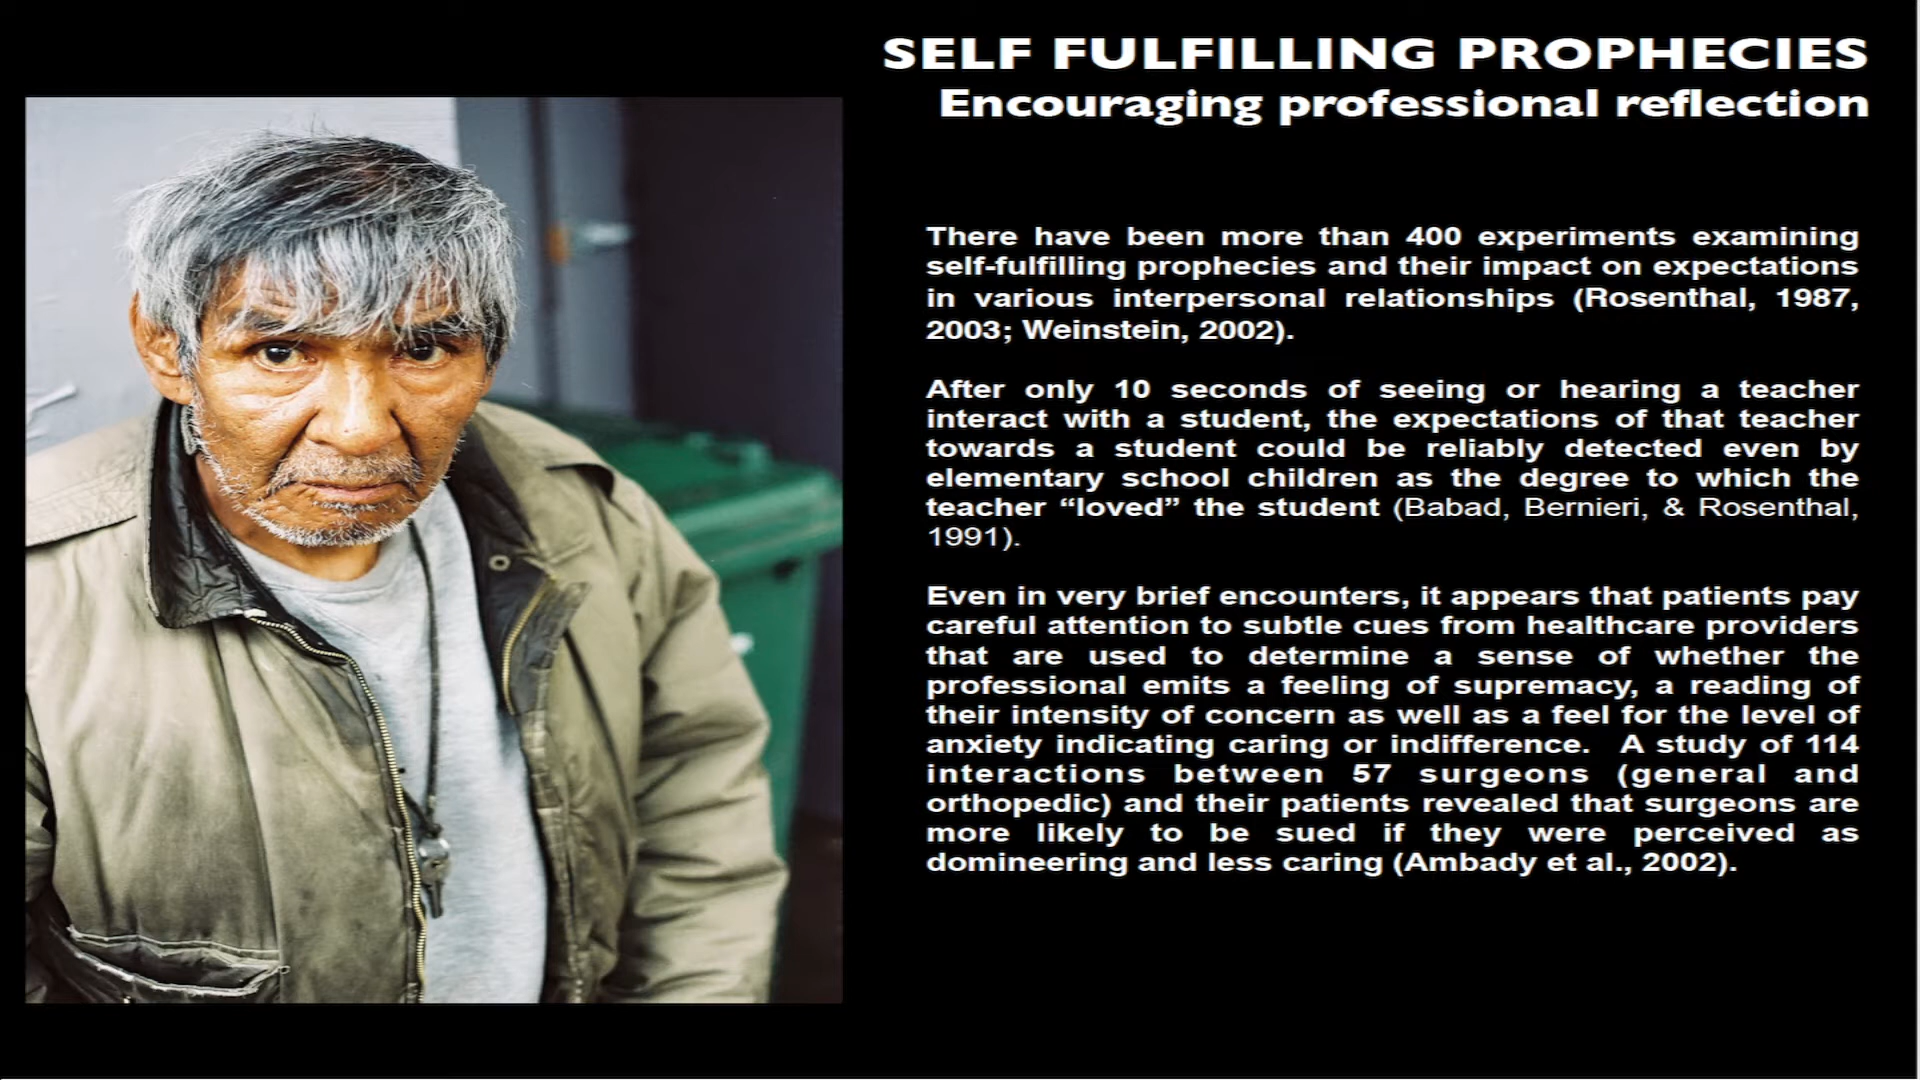 SELF FULFILLING PROPHECIES
Encouraging professional reflection
There have been more than 400 experiments examining
self-fulfilling prophecies and their impact on expectations
in various interpersonal relationships (Rosenthal, 1987,
2003; Weinstein, 2002).
After only 10 seconds of seeing or hearing a teacher
interact with a student, the expectations of that teacher
towards a student could be reliably detected even by
elementary school children as the degree to which the
teacher “loved” the student (Babad, Bernieri, & Rosenthal,
1991).
Even in very brief encounters, it appears that patients pay
careful attention to subtle cues from healthcare providers
that are used to determine a sense of whether the
professional emits a feeling of supremacy, a reading of
their intensity of concern as well as a feel for the level of
anxiety indicating caring or indifference.  A study of 114
interactions between 57 surgeons (general and
orthopedic) and their patients revealed that surgeons are
more likely to be sued if they were perceived as
domineering and less caring (Ambady et al., 2002).